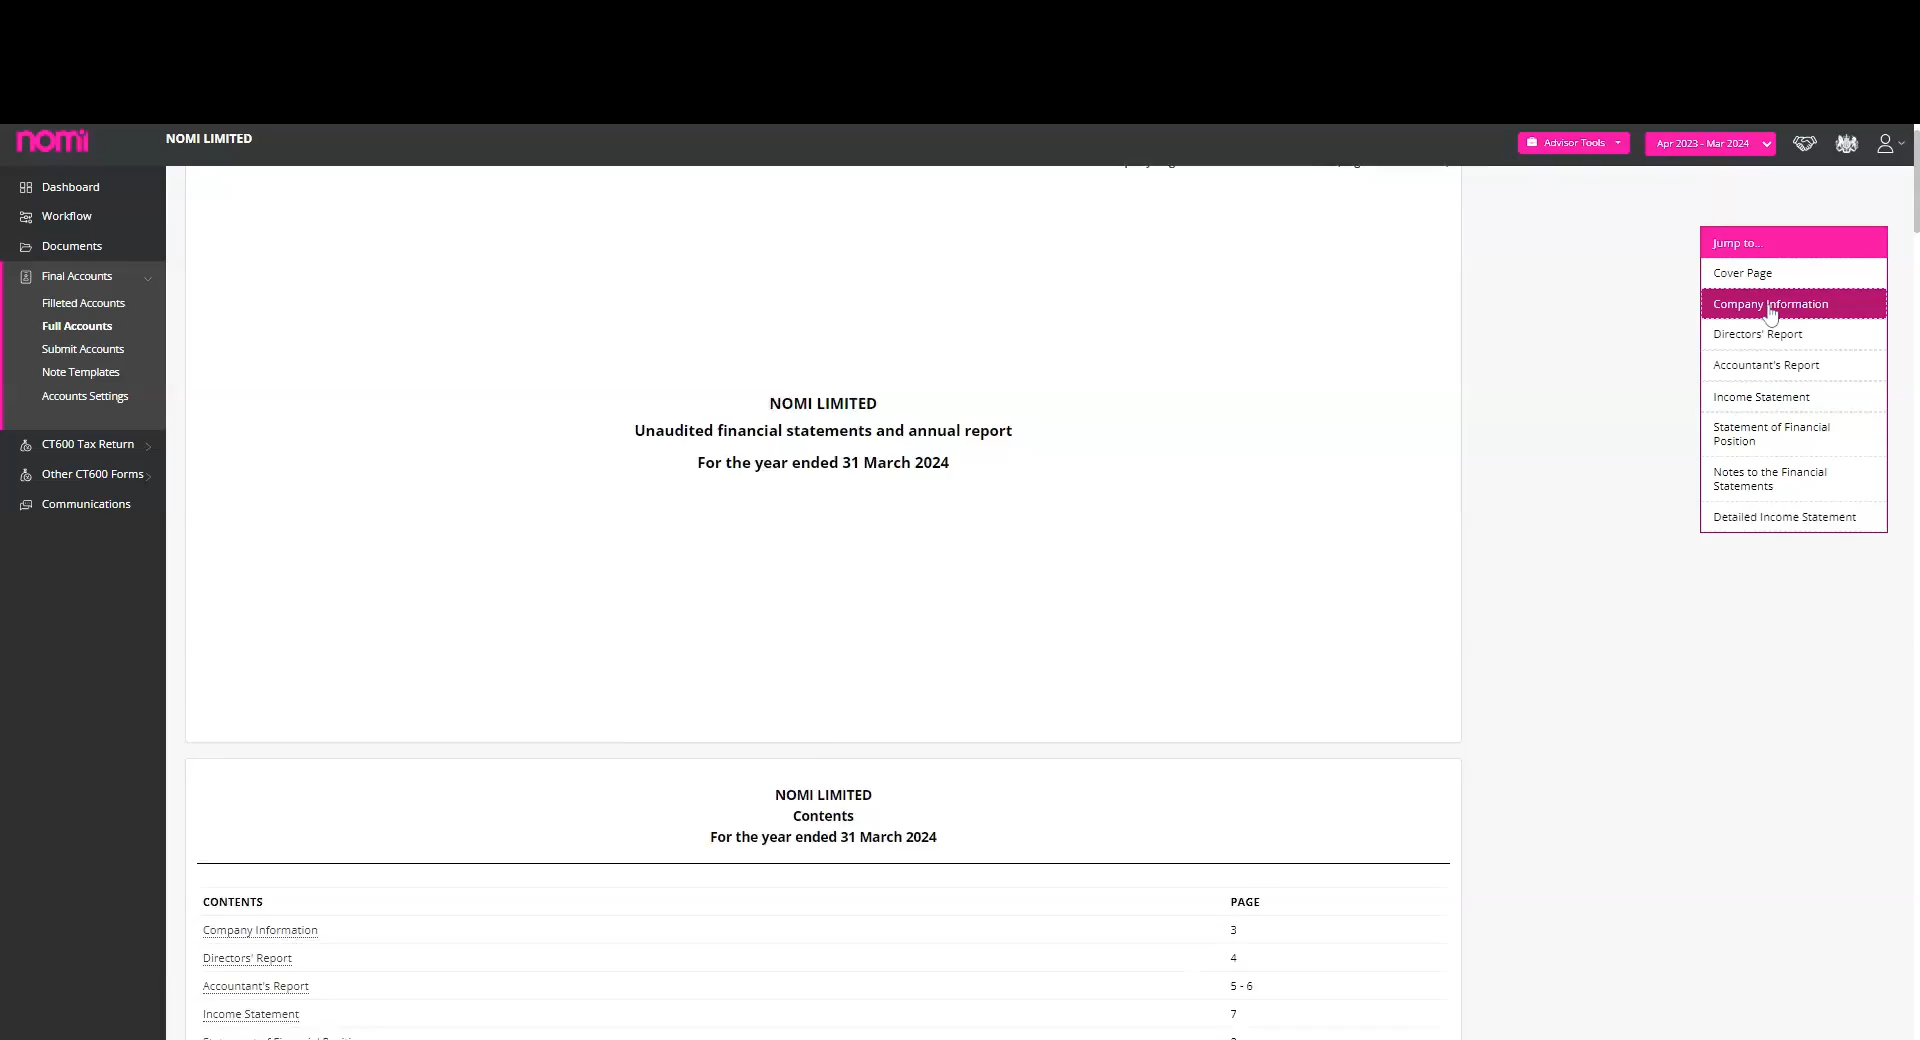 nomi
NOMI LIMITED
Advisor Tools
Apr 2023 - Mar 2024
Dashboard
Workflow
Documents
Final Accounts
Filleted Accounts
Full Accounts
Submit Accounts
Note Templates
Accounts Settings
CT600 Tax Return
Other CT600 Forms
Communications
NOMI LIMITED
Unaudited financial statements and annual report
For the year ended 31 March 2024
NOMI LIMITED
Contents
For the year ended 31 March 2024
CONTENTS PAGE
Company Information 3
Directors' Report 4
Accountant's Report 5 - 6
Income Statement 7
Jump to...
Cover Page
Company Information
Directors' Report
Accountant's Report
Income Statement
Statement of Financial
Position
Notes to the Financial
Statements
Detailed Income Statement